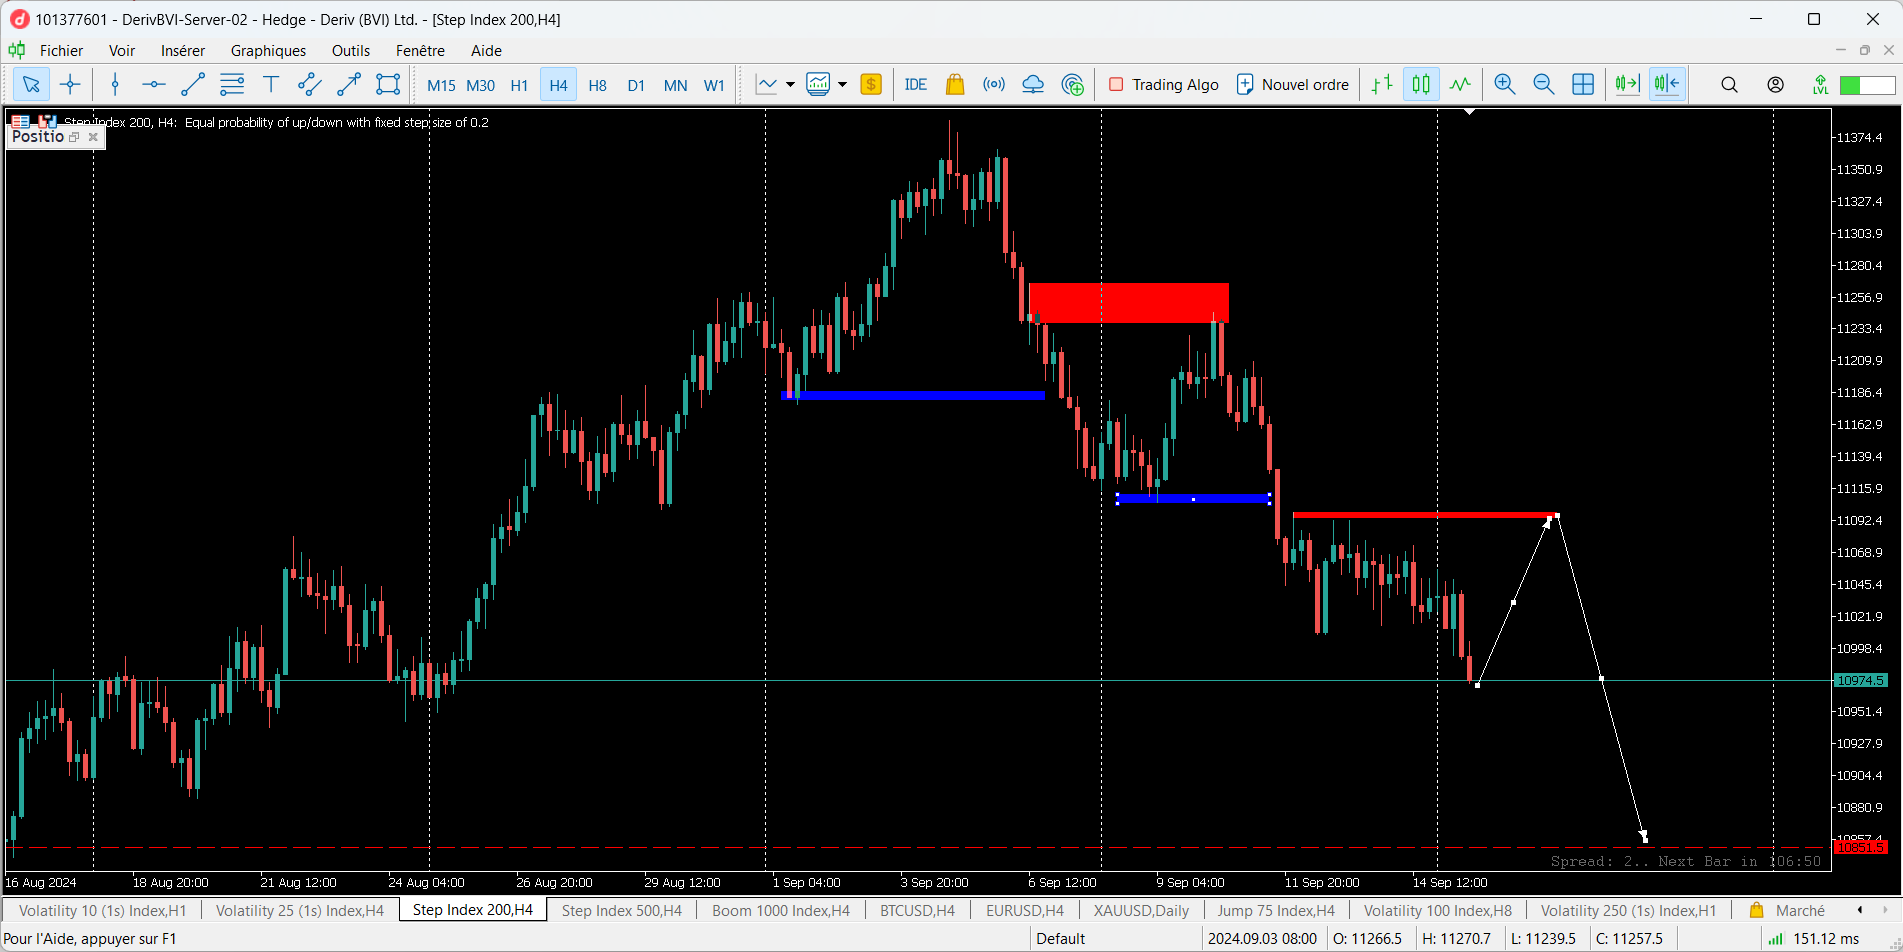 101377601 - DerivBVI-Server-02 - Hedge - Deriv (BVI) Ltd. - [Step Index 200,H4]
Fichier Voir Insérer Graphiques Outils Fenêtre Aide
M15 M30 H1 H4 H8 D1 MN W1 IDE Trading Algo Nouvel ordre LVL
Step Index 200, H4: Equal probability of up/down with fixed step size of 0.2
Positio
11374.4
11350.9
11327.4
11303.9
11280.4
11256.9
11233.4
11209.9
11186.4
11162.9
11139.4
11115.9
11092.4
11068.9
11045.4
11021.9
10998.4
10974.5
10951.4
10927.9
10904.4
10880.9
10857.4
10851.5
Spread: 2.. Next Bar in 106:50
16 Aug 2024 18 Aug 20:00 21 Aug 12:00 24 Aug 04:00 26 Aug 20:00 29 Aug 12:00 1 Sep 04:00 3 Sep 20:00 6 Sep 12:00 9 Sep 04:00 11 Sep 20:00 14 Sep 12:00
Volatility 10 (1s) Index,H1 Volatility 25 (1s) Index,H4 Step Index 200,H4 Step Index 500,H4 Boom 1000 Index,H4 BTCUSD,H4 EURUSD,H4 XAUUSD,Daily Jump 75 Index,H4 Volatility 100 Index,H8 Volatility 250 (1s) Index,H1 Marché
Pour l'Aide, appuyer sur F1 Default 2024.09.03 08:00 O: 11266.5 H: 11270.7 L: 11239.5 C: 11257.5 151.12 ms